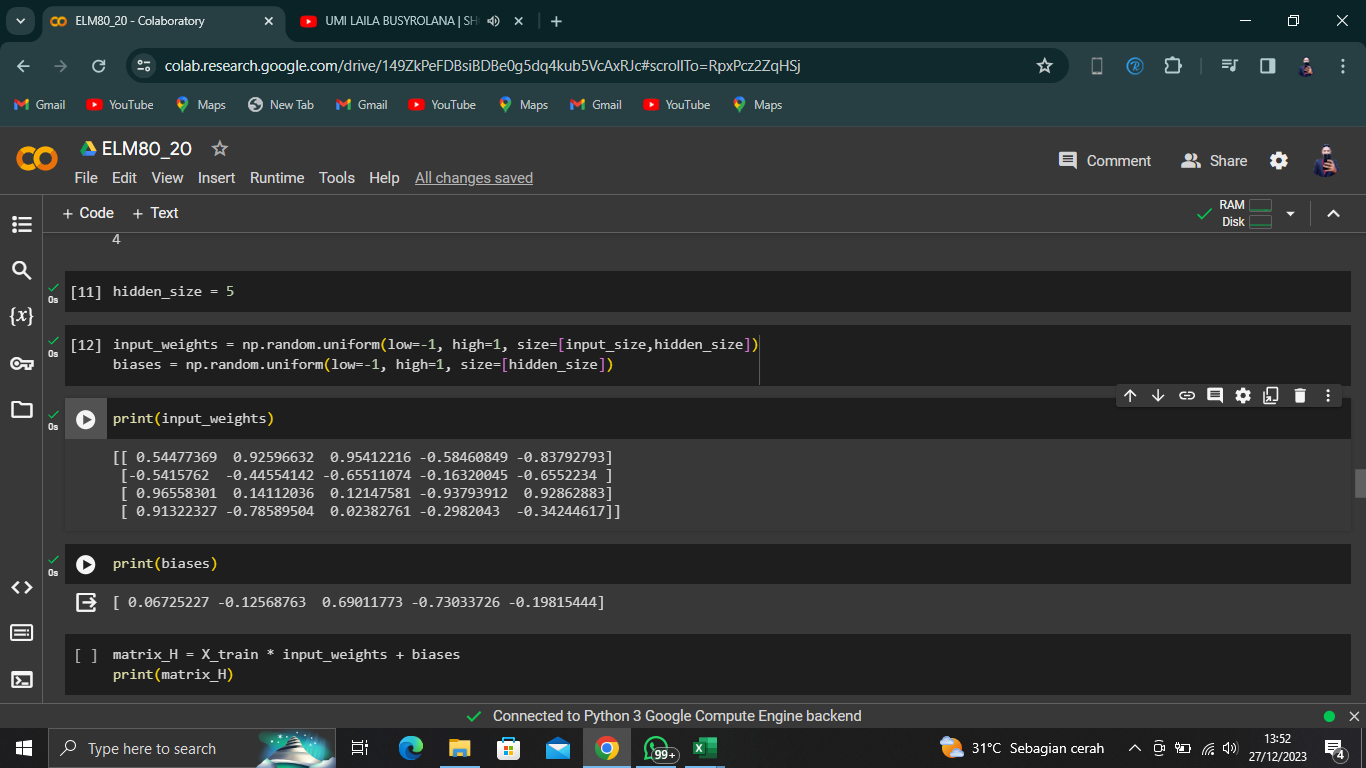 ELM80_20 - Colaboratory
UMI LAILA BUSYROLANA | SH
colab.research.google.com/drive/149ZkPeFDBsiBDBe0g5dq4kub5VcAxRJc#scrollTo=RpxPcz2ZqHSj
Gmail YouTube Maps New Tab Gmail YouTube Maps Gmail YouTube Maps
ELM80_20
Comment Share
File Edit View Insert Runtime Tools Help All changes saved
+ Code + Text
RAM
Disk
4
[11] hidden_size = 5
0s
[12] input_weights = np.random.uniform(low=-1, high=1, size=[input_size,hidden_size])
0s
biases = np.random.uniform(low=-1, high=1, size=[hidden_size])
print(input_weights)
0s
[[ 0.54477369  0.92596632  0.95412216 -0.58460849 -0.83792793]
[-0.5415762  -0.44554142 -0.65511074 -0.16320045 -0.6552234 ]
[ 0.96558301  0.14112036  0.12147581 -0.93793912  0.92862883]
[ 0.91322327 -0.78589504  0.02382761 -0.2982043  -0.34244617]]
print(biases)
0s
[ 0.06725227 -0.12568763  0.69011773 -0.73033726 -0.19815444]
[ ] matrix_H = X_train * input_weights + biases
print(matrix_H)
{x}
Connected to Python 3 Google Compute Engine backend
Type here to search
99+
31°C Sebagian cerah
13:52
27/12/2023
4